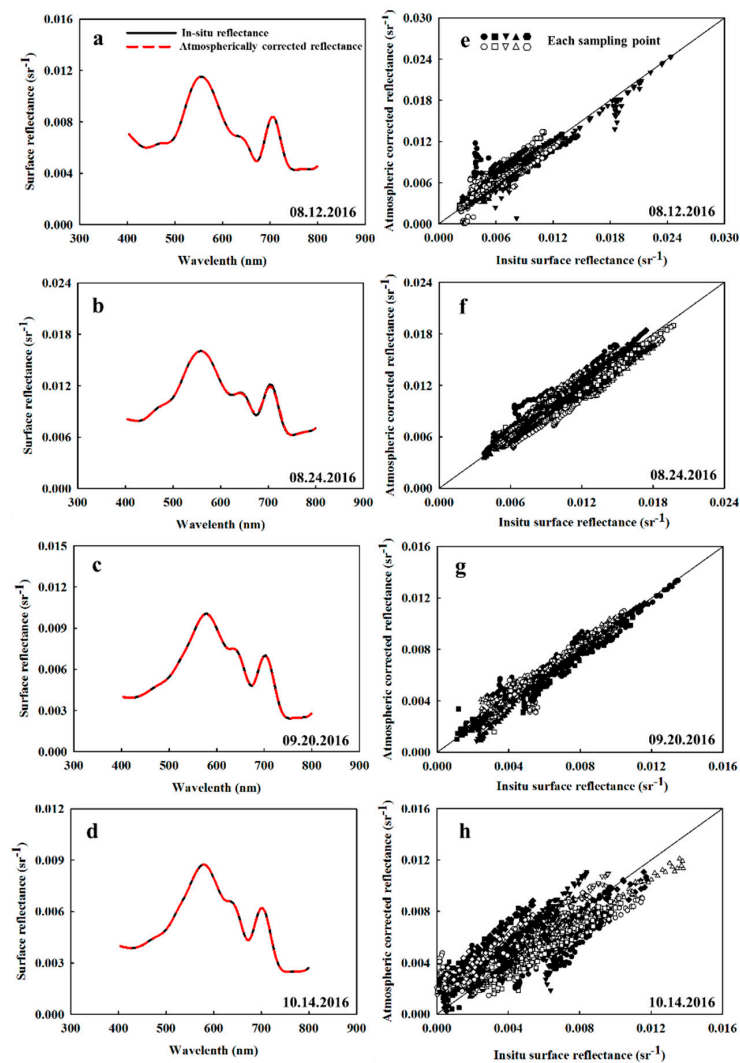 a
In-situ reflectance
Atmospherically corrected reflectance
Surface reflectance (sr-1)
0.016
0.012
0.008
0.004
0.000
08.12.2016
300 400 500 600 700 800 900
Wavelenth (nm)
e
Each sampling point
Atmospheric corrected reflectance (sr-1)
0.030
0.024
0.018
0.012
0.006
0.000
08.12.2016
0.000 0.006 0.012 0.018 0.024 0.030
Insitu surface reflectance (sr-1)
b
Surface reflectance (sr-1)
0.024
0.018
0.012
0.006
0.000
08.24.2016
300 400 500 600 700 800 900
Wavelenth (nm)
f
Atmospheric corrected reflectance (sr-1)
0.024
0.018
0.012
0.006
0.000
08.24.2016
0.000 0.006 0.012 0.018 0.024
Insitu surface reflectance (sr-1)
c
Surface reflectance (sr-1)
0.015
0.012
0.009
0.006
0.003
0.000
09.20.2016
300 400 500 600 700 800 900
Wavelenth (nm)
g
Atmospheric corrected reflectance (sr-1)
0.016
0.012
0.008
0.004
0.000
09.20.2016
0.000 0.004 0.008 0.012 0.016
Insitu surface reflectance (sr-1)
d
Surface reflectance (sr-1)
0.012
0.009
0.006
0.003
0.000
10.14.2016
300 400 500 600 700 800 900
Wavelenth (nm)
h
Atmospheric corrected reflectance (sr-1)
0.016
0.012
0.008
0.004
0.000
10.14.2016
0.000 0.004 0.008 0.012 0.016
Insitu surface reflectance (sr-1)